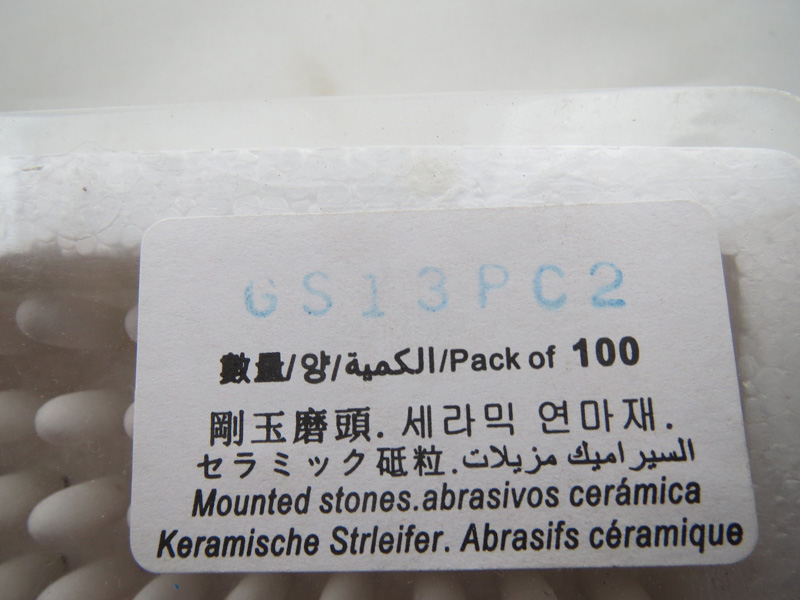 GS13PC2
數量/양/الكمية/Pack of 100
剛玉磨頭. 세라믹 연마재.
セラミック砥粒. السيراميك مزيلات
Mounted stones.abrasivos cerámica
Keramische Strleifer. Abrasifs céramique